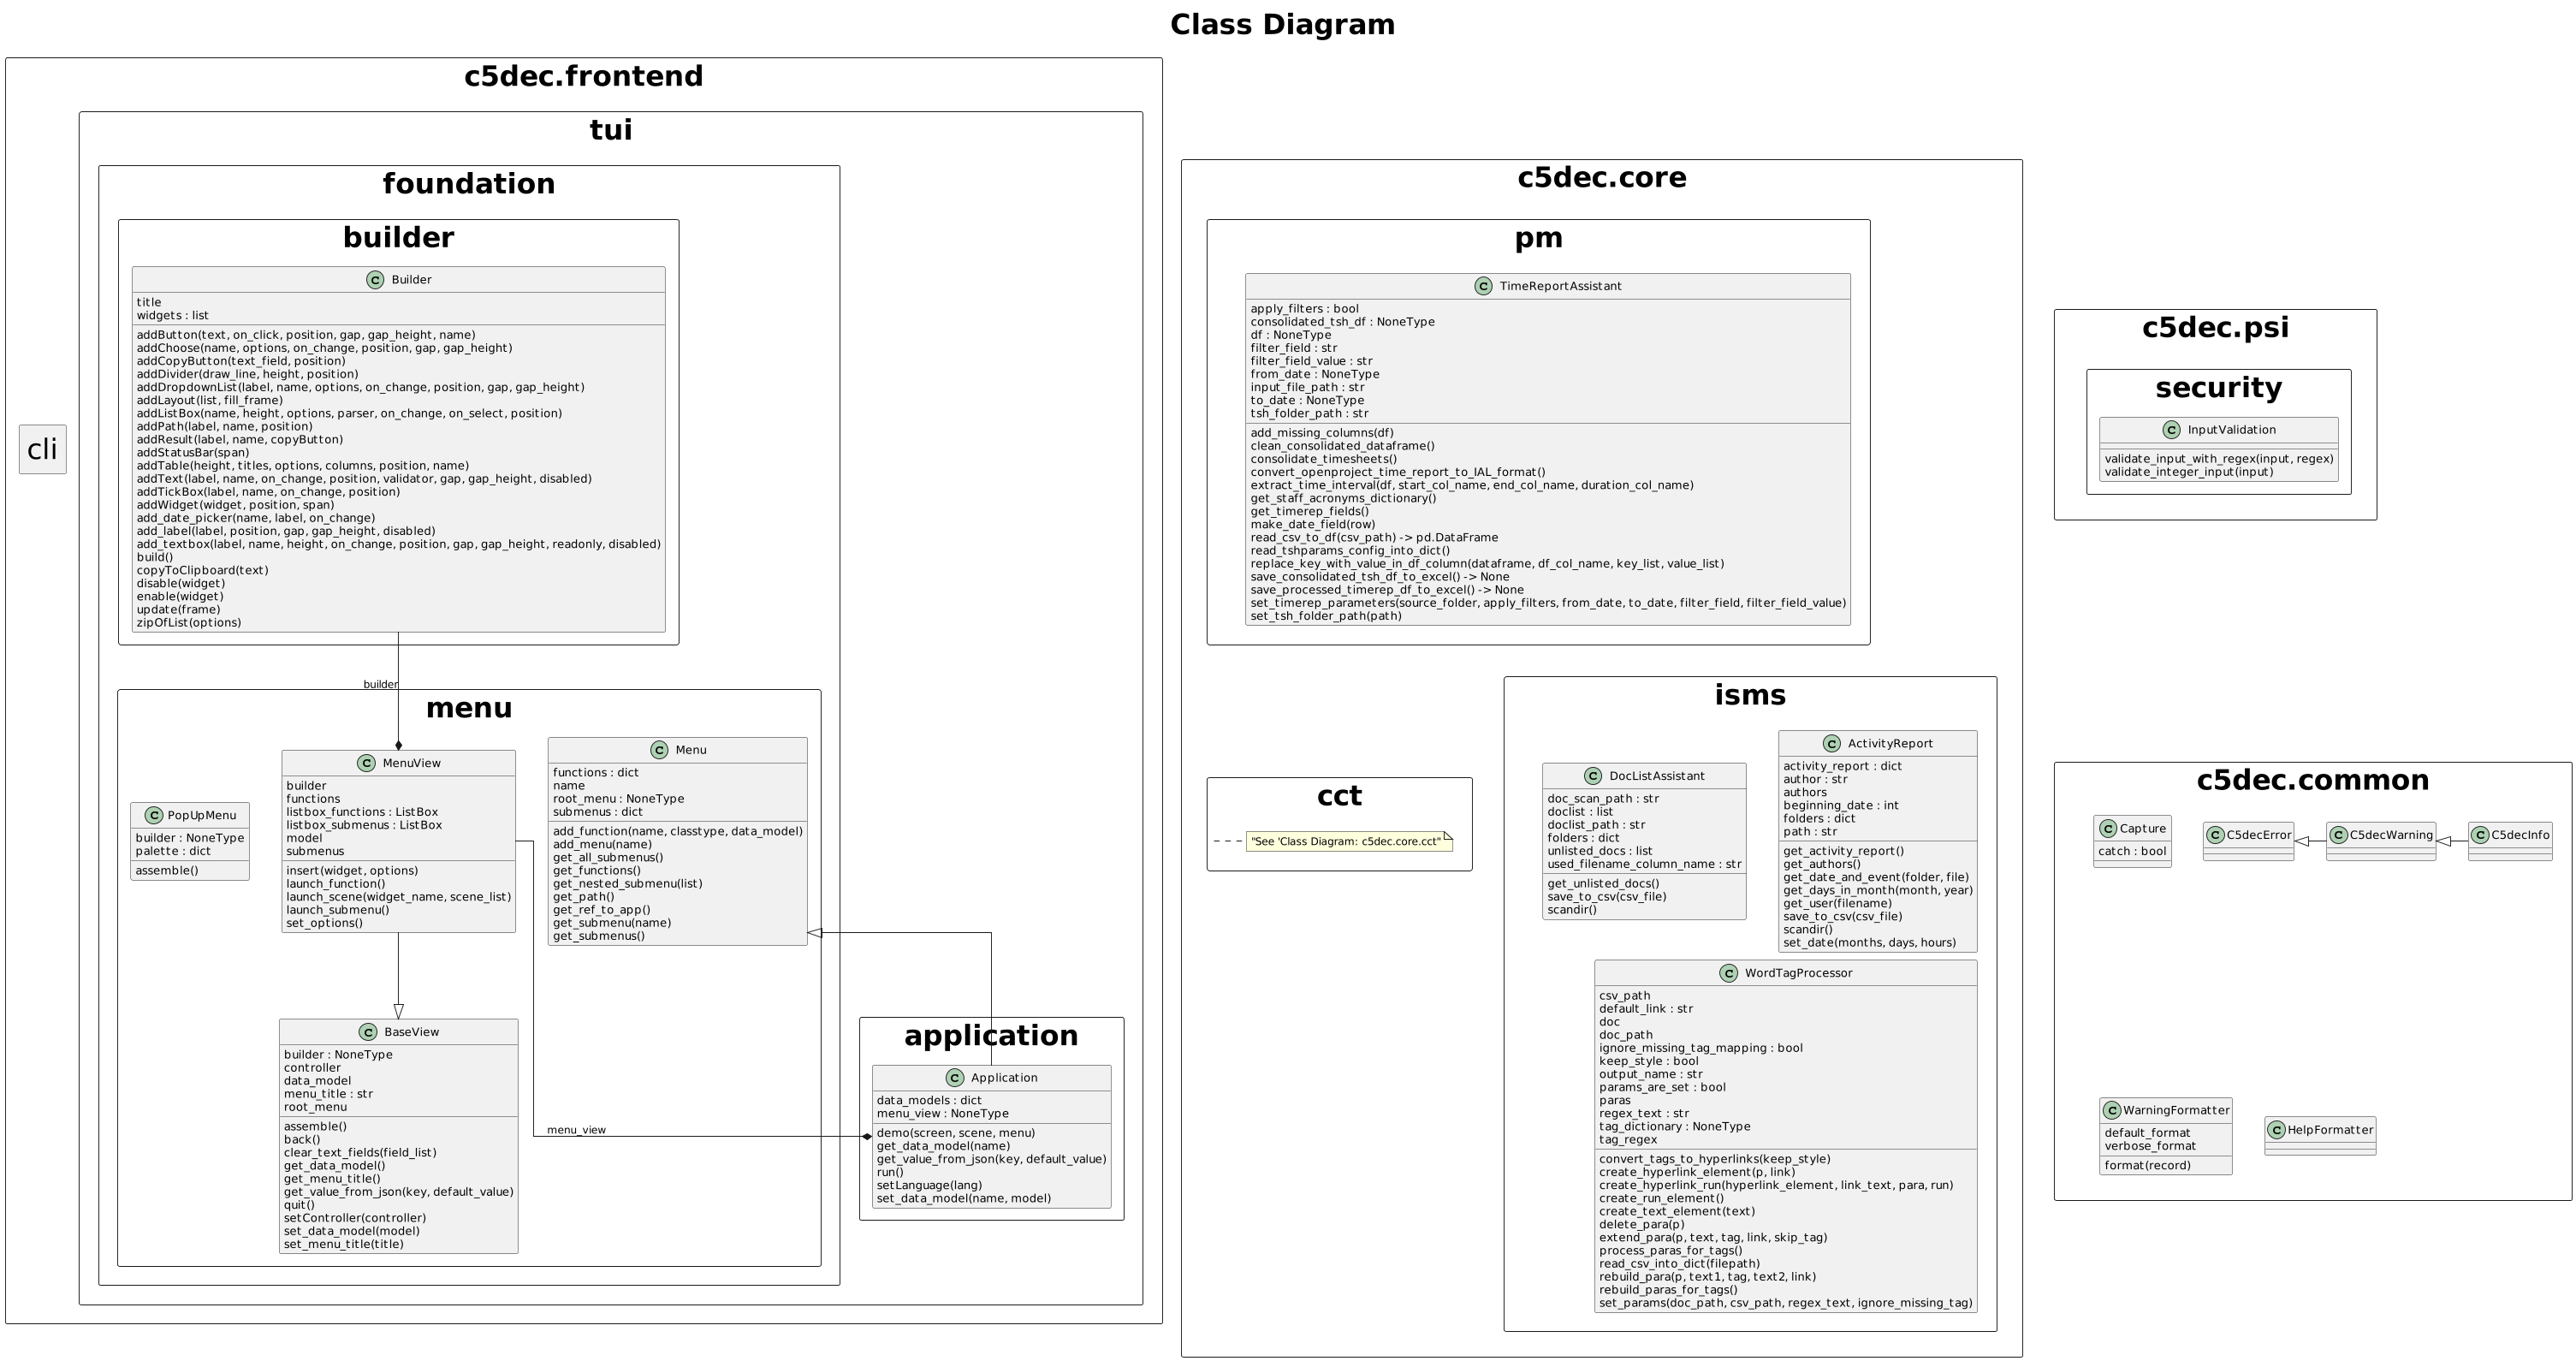 Class Diagram
c5dec.frontend
cli
tui
foundation
builder
C Builder
title
widgets : list
addButton(text, on_click, position, gap, gap_height, name)
addChoose(name, options, on_change, position, gap, gap_height)
addCopyButton(text_field, position)
addDivider(draw_line, height, position)
addDropdownList(label, name, options, on_change, position, gap, gap_height)
addLayout(list, fill_frame)
addListBox(name, height, options, parser, on_change, on_select, position)
addPath(label, name, position)
addResult(label, name, copyButton)
addStatusBar(span)
addTable(height, titles, options, columns, position, name)
addText(label, name, on_change, position, validator, gap, gap_height, disabled)
addTickBox(label, name, on_change, position)
addWidget(widget, position, span)
add_date_picker(name, label, on_change)
add_label(label, position, gap, gap_height, disabled)
add_textbox(label, name, height, on_change, position, gap, gap_height, readonly, disabled)
build()
copyToClipboard(text)
disable(widget)
enable(widget)
update(frame)
zipOfList(options)
builder
menu
C PopUpMenu
builder : NoneType
palette : dict
assemble()
C MenuView
builder
functions
listbox_functions : ListBox
listbox_submenus : ListBox
model
submenus
insert(widget, options)
launch_function()
launch_scene(widget_name, scene_list)
launch_submenu()
set_options()
C Menu
functions : dict
name
root_menu : NoneType
submenus : dict
add_function(name, classtype, data_model)
add_menu(name)
get_all_submenus()
get_functions()
get_nested_submenu(list)
get_path()
get_ref_to_app()
get_submenu(name)
get_submenus()
C BaseView
builder : NoneType
controller
data_model
menu_title : str
root_menu
assemble()
back()
clear_text_fields(field_list)
get_data_model()
get_menu_title()
get_value_from_json(key, default_value)
quit()
setController(controller)
set_data_model(model)
set_menu_title(title)
menu_view
application
C Application
data_models : dict
menu_view : NoneType
demo(screen, scene, menu)
get_data_model(name)
get_value_from_json(key, default_value)
run()
setLanguage(lang)
set_data_model(name, model)
c5dec.core
pm
C TimeReportAssistant
apply_filters : bool
consolidated_tsh_df : NoneType
df : NoneType
filter_field : str
filter_field_value : str
from_date : NoneType
input_file_path : str
to_date : NoneType
tsh_folder_path : str
add_missing_columns(df)
clean_consolidated_dataframe()
consolidate_timesheets()
convert_openproject_time_report_to_IAL_format()
extract_time_interval(df, start_col_name, end_col_name, duration_col_name)
get_staff_acronyms_dictionary()
get_timerep_fields()
make_date_field(row)
read_csv_to_df(csv_path) -> pd.DataFrame
read_tshparams_config_into_dict()
replace_key_with_value_in_df_column(dataframe, df_col_name, key_list, value_list)
save_consolidated_tsh_df_to_excel() -> None
save_processed_timerep_df_to_excel() -> None
set_timerep_parameters(source_folder, apply_filters, from_date, to_date, filter_field, filter_field_value)
set_tsh_folder_path(path)
cct
"See 'Class Diagram: c5dec.core.cct"
isms
C DocListAssistant
doc_scan_path : str
doclist : list
doclist_path : str
folders : dict
unlisted_docs : list
used_filename_column_name : str
get_unlisted_docs()
save_to_csv(csv_file)
scandir()
C ActivityReport
activity_report : dict
author : str
authors
beginning_date : int
folders : dict
path : str
get_activity_report()
get_authors()
get_date_and_event(folder, file)
get_days_in_month(month, year)
get_user(filename)
save_to_csv(csv_file)
scandir()
set_date(months, days, hours)
C WordTagProcessor
csv_path
default_link : str
doc
doc_path
ignore_missing_tag_mapping : bool
keep_style : bool
output_name : str
params_are_set : bool
paras
regex_text : str
tag_dictionary : NoneType
tag_regex
convert_tags_to_hyperlinks(keep_style)
create_hyperlink_element(p, link)
create_hyperlink_run(hyperlink_element, link_text, para, run)
create_run_element()
create_text_element(text)
delete_para(p)
extend_para(p, text, tag, link, skip_tag)
process_paras_for_tags()
read_csv_into_dict(filepath)
rebuild_para(p, text1, tag, text2, link)
rebuild_paras_for_tags()
set_params(doc_path, csv_path, regex_text, ignore_missing_tag)
c5dec.psi
security
C InputValidation
validate_input_with_regex(input, regex)
validate_integer_input(input)
c5dec.common
C Capture
catch : bool
C C5decError
C C5decWarning
C C5decInfo
C WarningFormatter
default_format
verbose_format
format(record)
C HelpFormatter